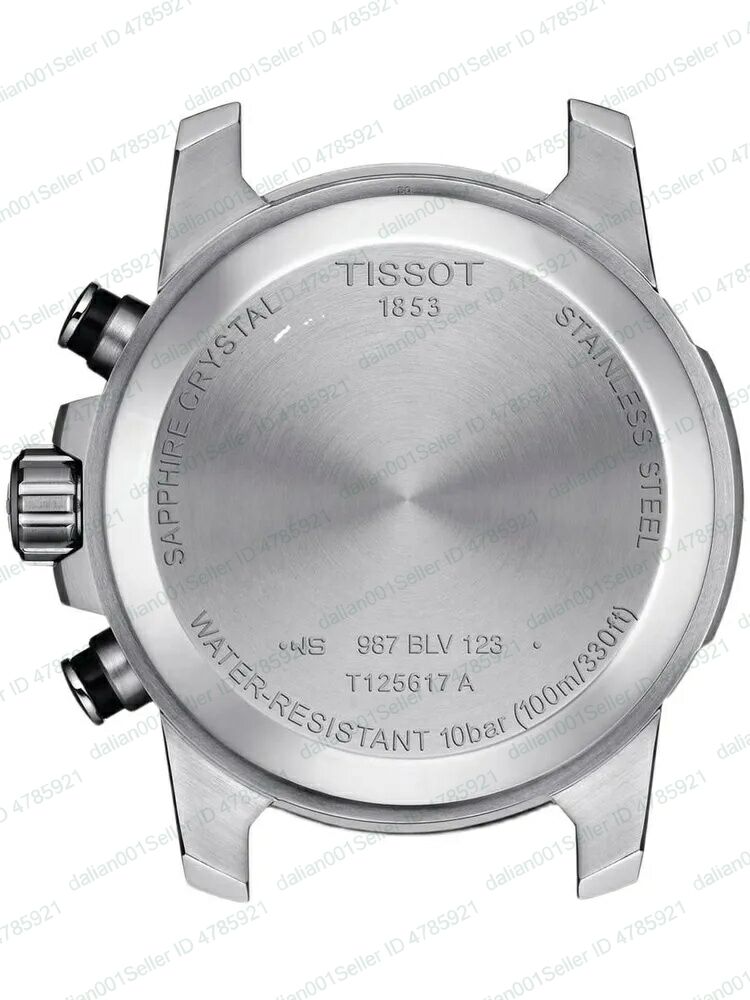 TISSOT
1853
SAPPHIRE CRYSTAL
STAINLESS STEEL
987 BLV 123
T125617 A
WATER-RESISTANT 10bar (100m/330ft)
dalian001Seller ID 4785921